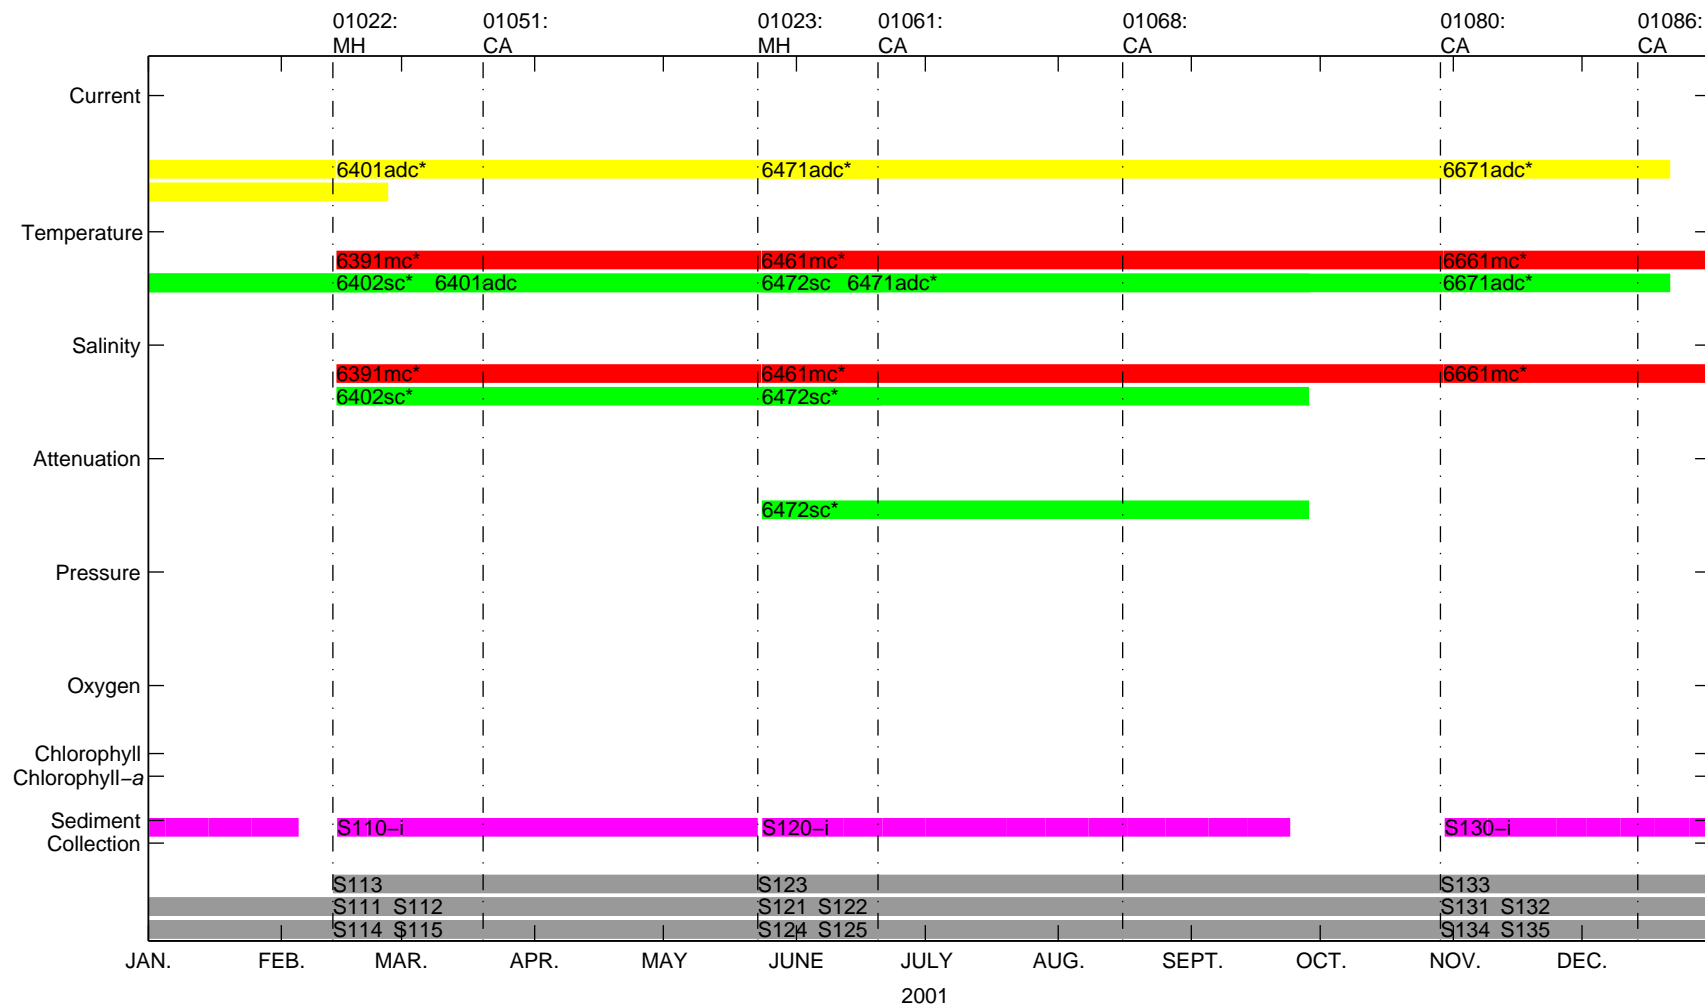 01022: 01051: 01023: 01061: 01068: 01080: 01086:
MH CA MH CA CA CA CA
Current
6401adc* 6471adc* 6671adc*
Temperature
6391mc* 6461mc* 6661mc*
6402sc* 6401adc 6472sc 6471adc* 6671adc*
Salinity
6391mc* 6461mc* 6661mc*
6402sc* 6472sc*
Attenuation
6472sc*
Pressure
Oxygen
Chlorophyll
Chlorophyll−a
Sediment
Collection
S110−i S120−i S130−i
S113 S123 S133
S111 S112 S121 S122 S131 S132
S114 S115 S124 S125 S134 S135
JAN. FEB. MAR. APR. MAY JUNE JULY AUG. SEPT. OCT. NOV. DEC.
2001